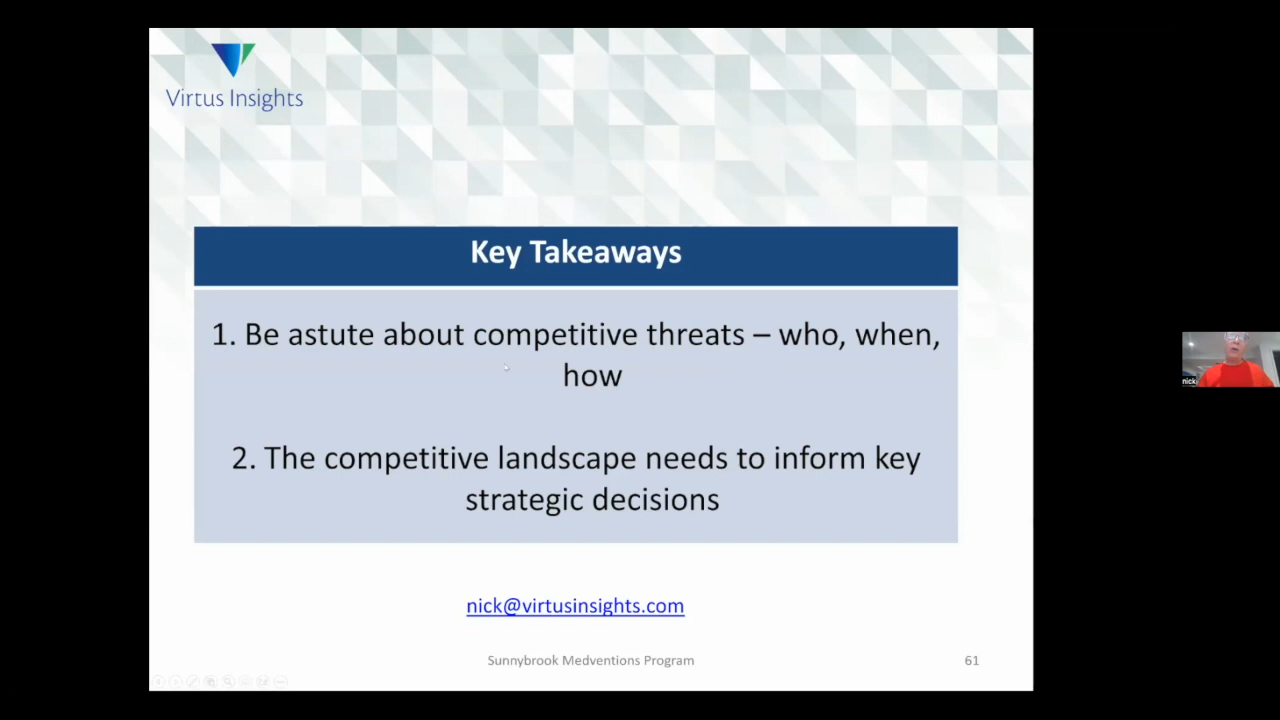 Virtus Insights
Key Takeaways
1. Be astute about competitive threats – who, when,
how
2. The competitive landscape needs to inform key
strategic decisions
nick@virtusinsights.com
Sunnybrook Medventions Program
61
nick